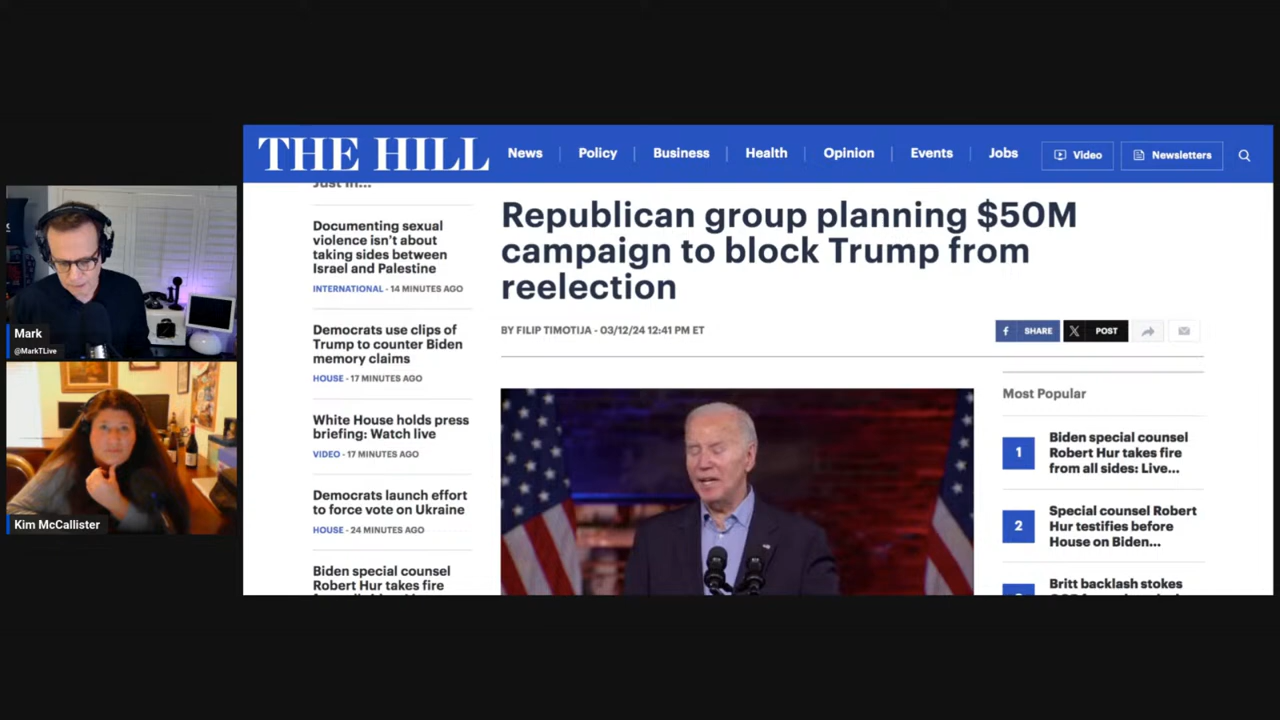 THE HILL
News
Policy
Business
Health
Opinion
Events
Jobs
Video
Newsletters
Just in...
Documenting sexual
violence isn't about
taking sides between
Israel and Palestine
INTERNATIONAL - 14 MINUTES AGO
Democrats use clips of
Trump to counter Biden
memory claims
HOUSE - 17 MINUTES AGO
White House holds press
briefing: Watch live
VIDEO - 17 MINUTES AGO
Democrats launch effort
to force vote on Ukraine
HOUSE - 24 MINUTES AGO
Biden special counsel
Robert Hur takes fire
Republican group planning $50M
campaign to block Trump from
reelection
BY FILIP TIMOTIJA - 03/12/24 12:41 PM ET
SHARE
POST
Most Popular
1
Biden special counsel
Robert Hur takes fire
from all sides: Live...
2
Special counsel Robert
Hur testifies before
House on Biden...
Britt backlash stokes
Mark
@MarkTLive
Kim McCallister